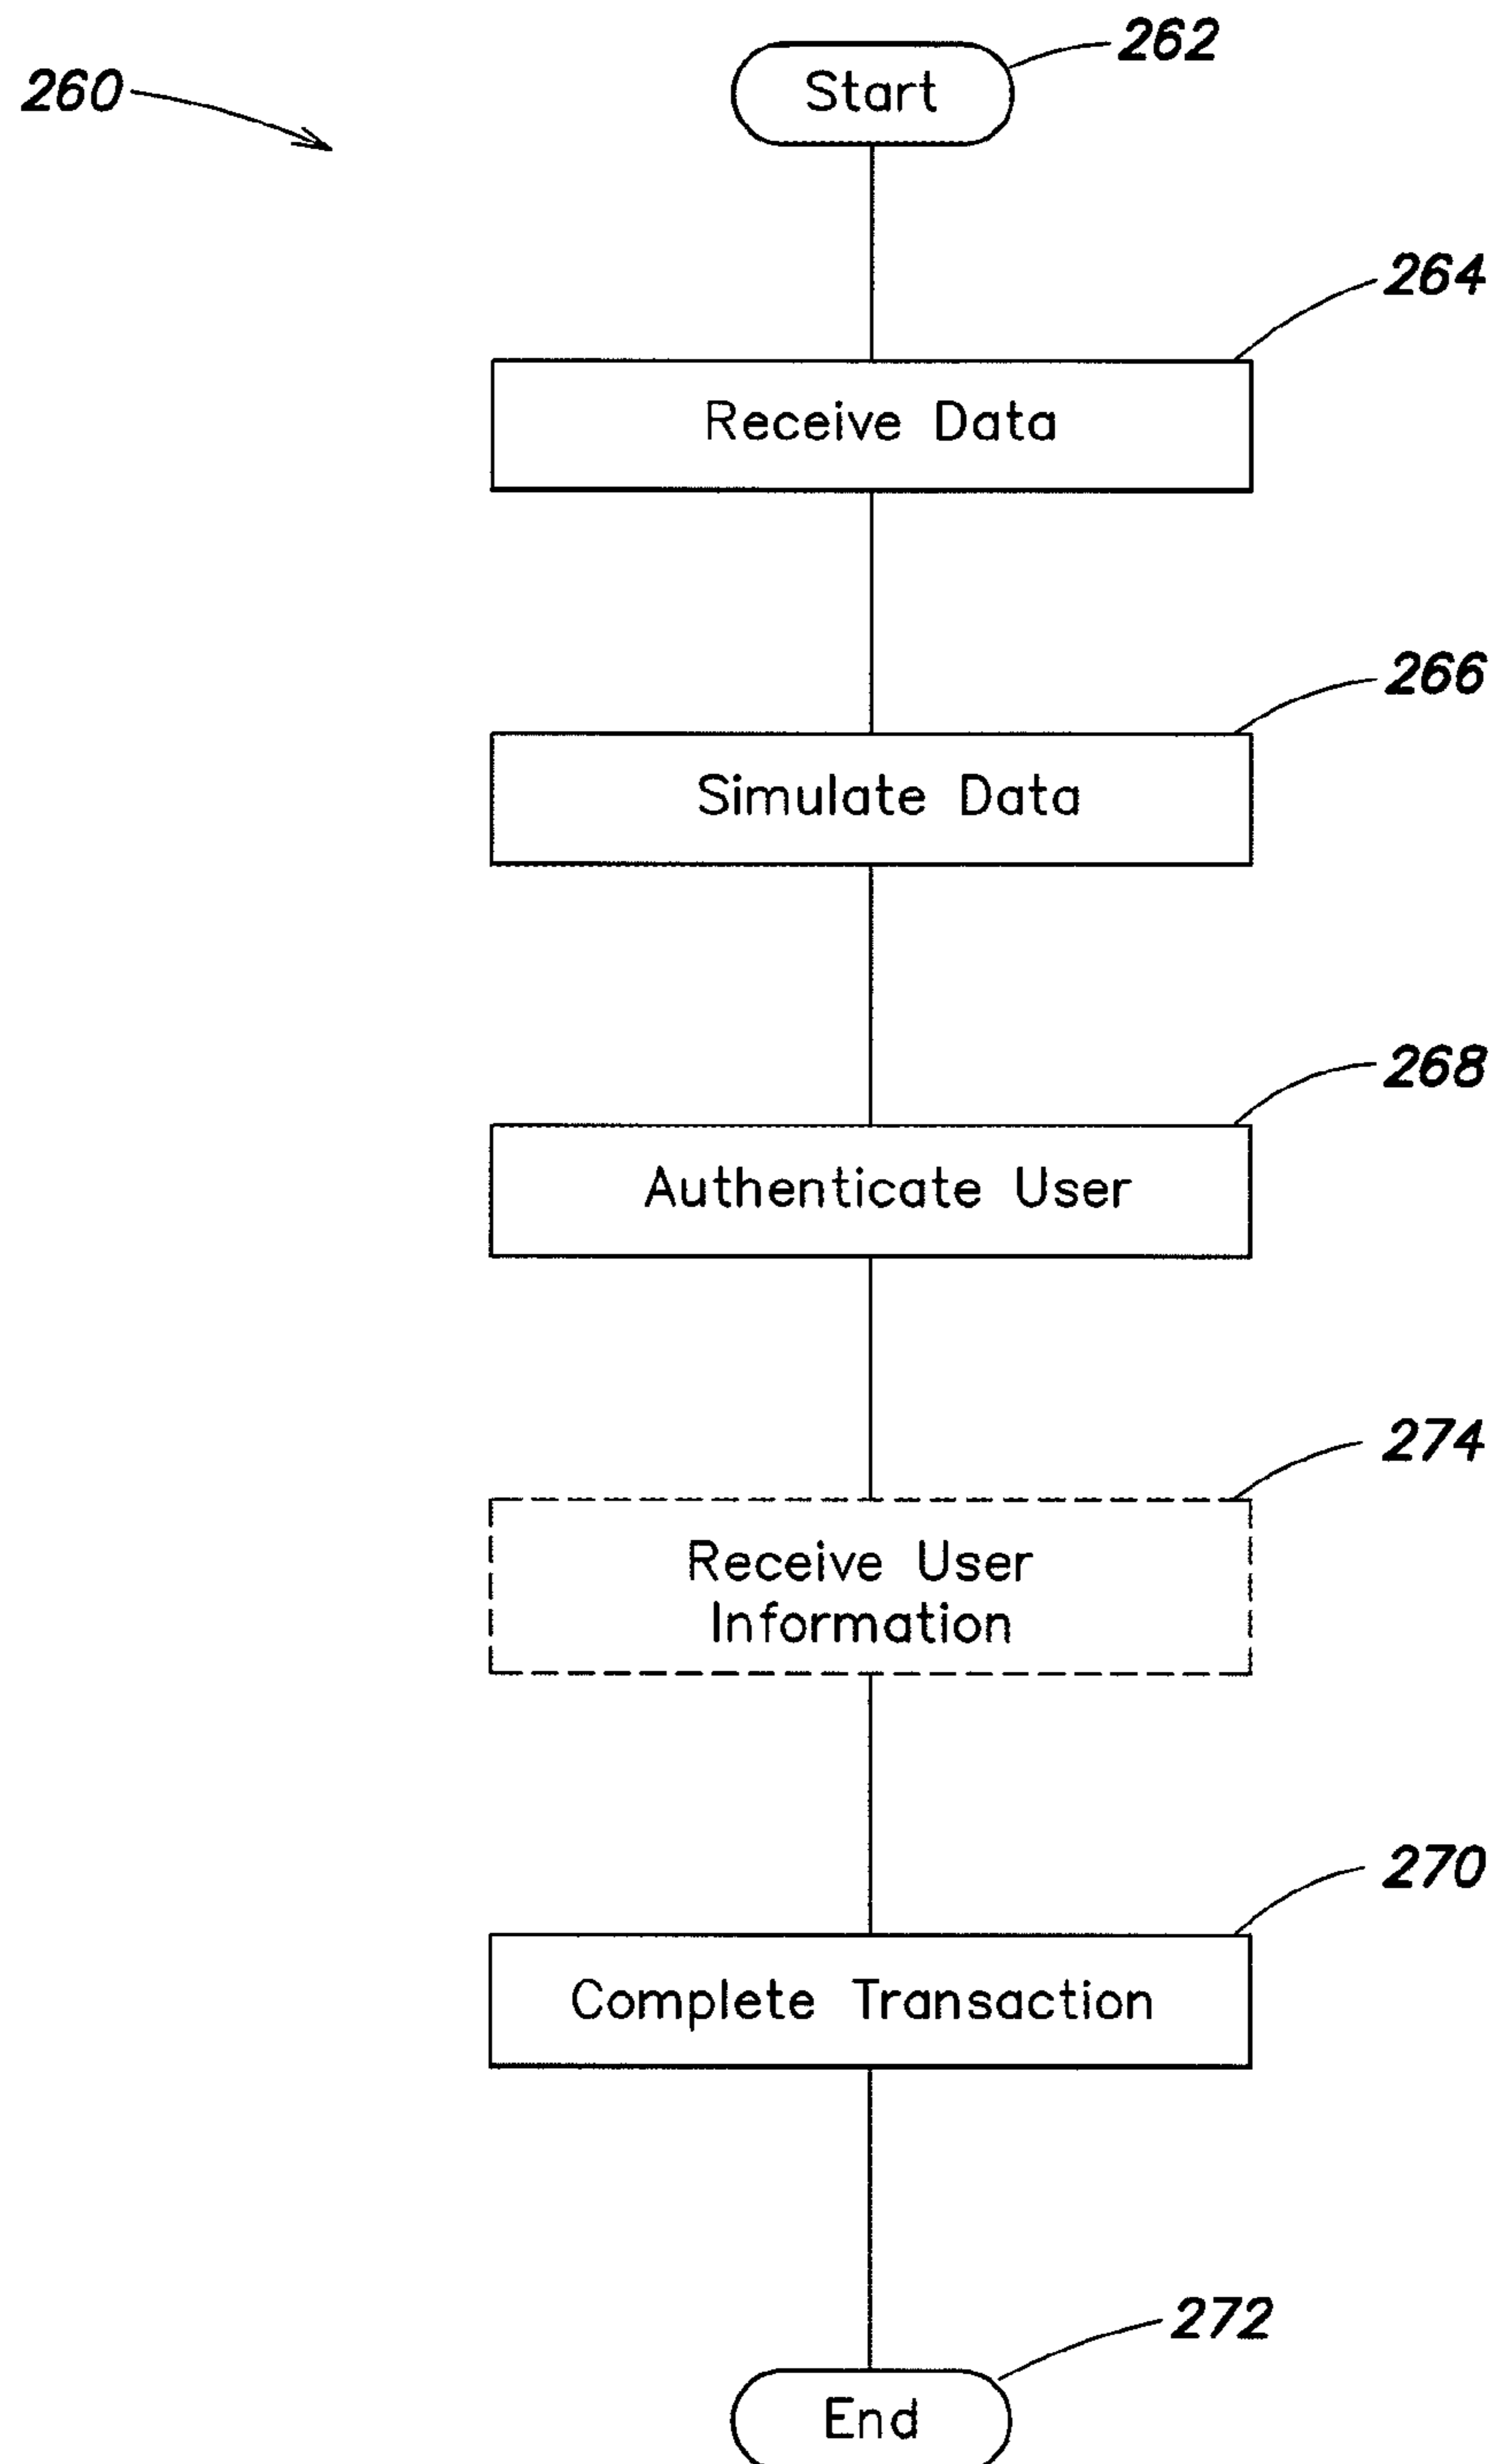 262
260
Start
264
Receive Data
266
Simulate Data
268
Authenticate User
274
Receive User
Information
270
Complete Transaction
272
End